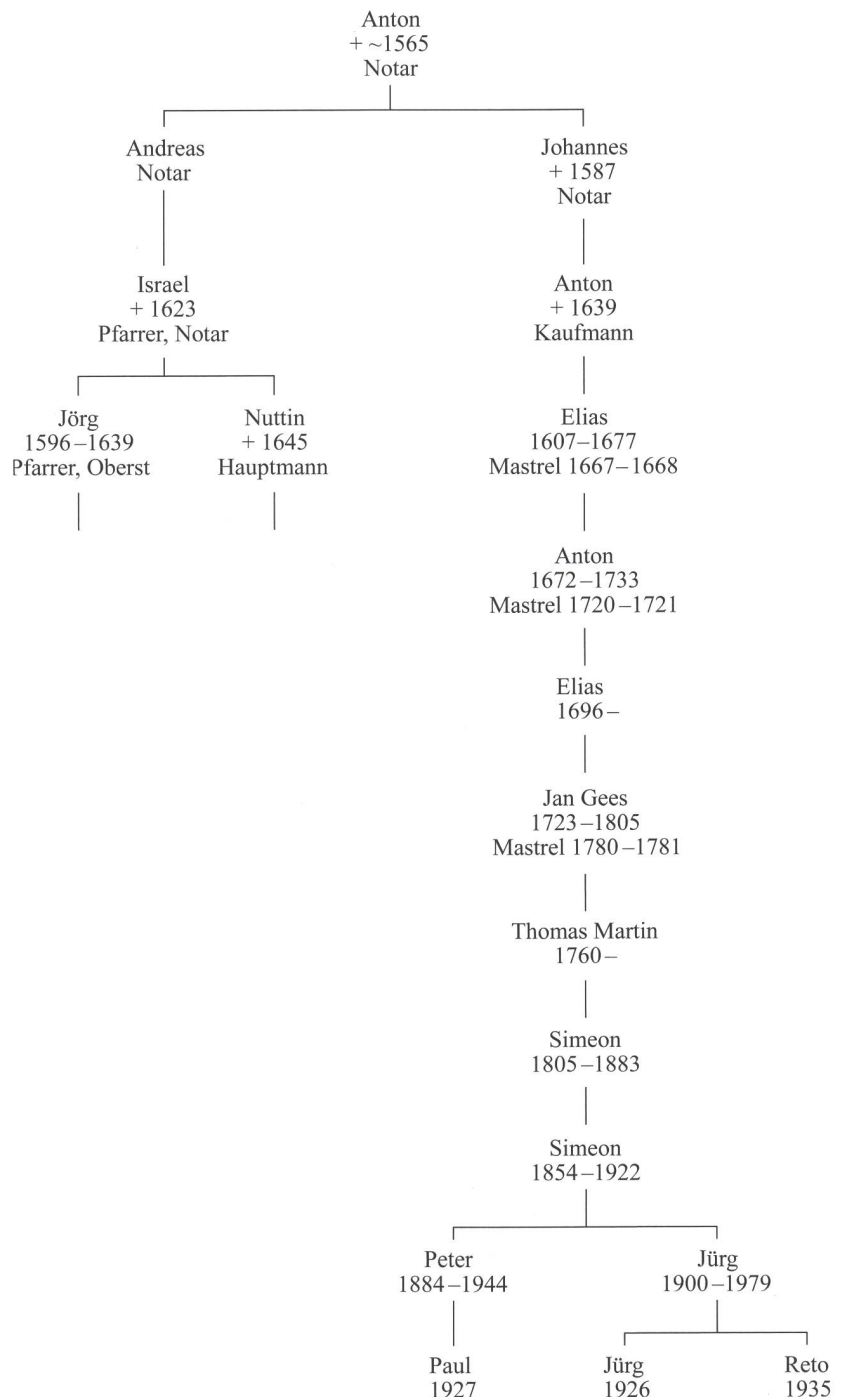 Anton
+ ~1565
Notar
Andreas
Notar
Johannes
+ 1587
Notar
Israel
+ 1623
Pfarrer, Notar
Anton
+ 1639
Kaufmann
Jörg
1596–1639
Pfarrer, Oberst
Nuttin
+ 1645
Hauptmann
Elias
1607–1677
Mastrel 1667–1668
Anton
1672–1733
Mastrel 1720–1721
Elias
1696–
Jan Gees
1723–1805
Mastrel 1780–1781
Thomas Martin
1760–
Simeon
1805–1883
Simeon
1854–1922
Peter
1884–1944
Jürg
1900–1979
Paul
1927
Jürg
1926
Reto
1935